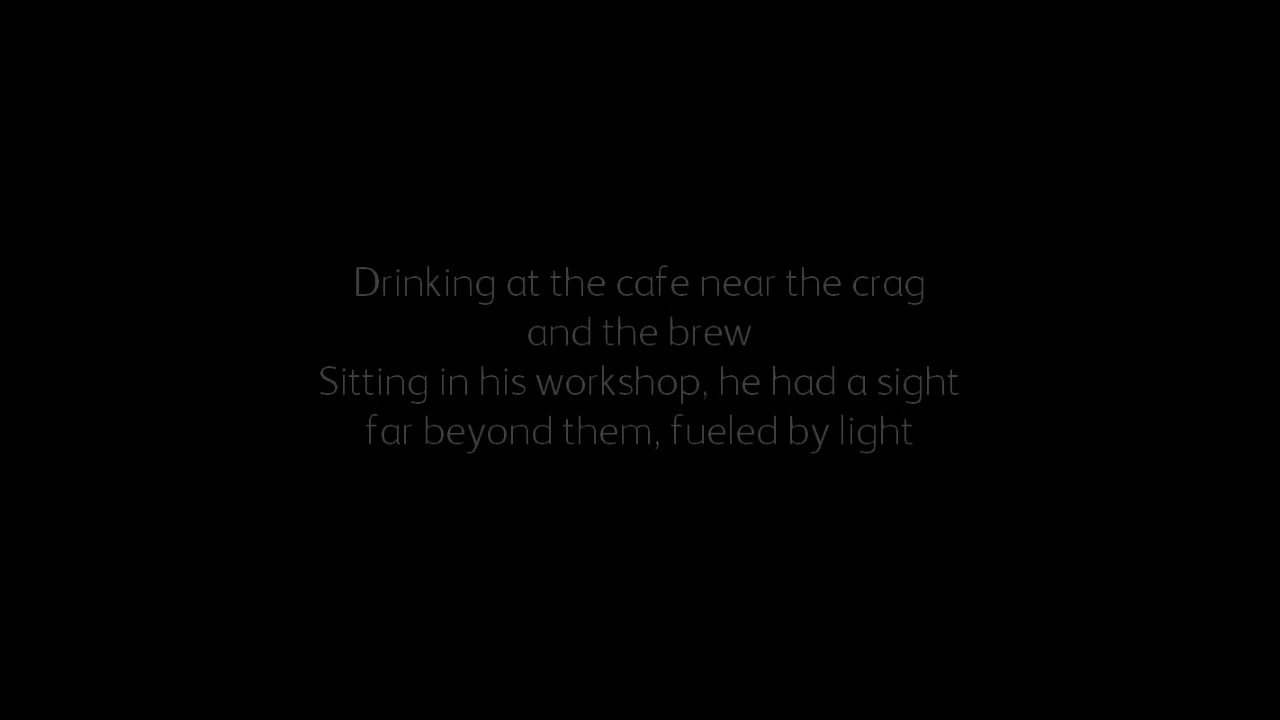 Drinking at the cafe near the crag
and the brew
Sitting in his workshop, he had a sight
far beyond them, fueled by light